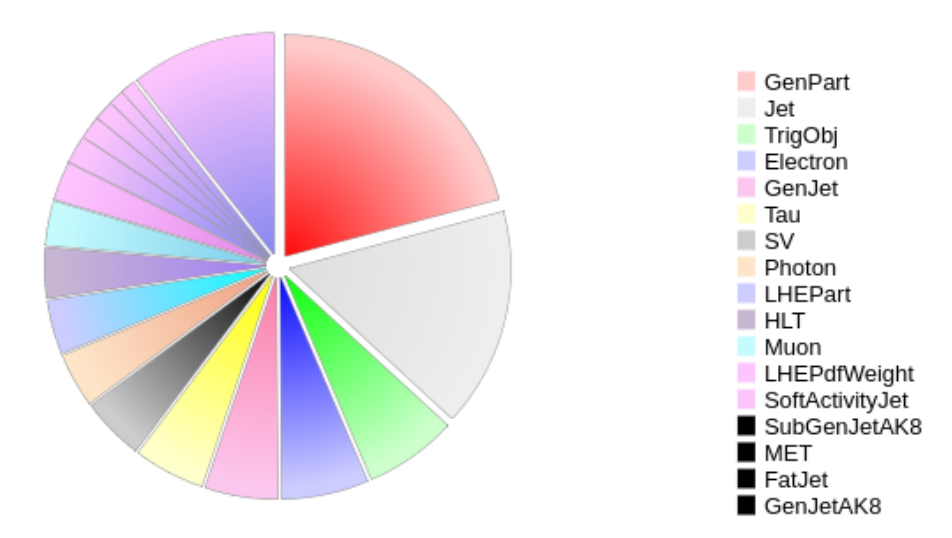 GenPart
Jet
TrigObj
Electron
GenJet
Tau
SV
Photon
LHEPart
HLT
Muon
LHEPdfWeight
SoftActivityJet
SubGenJetAK8
MET
FatJet
GenJetAK8